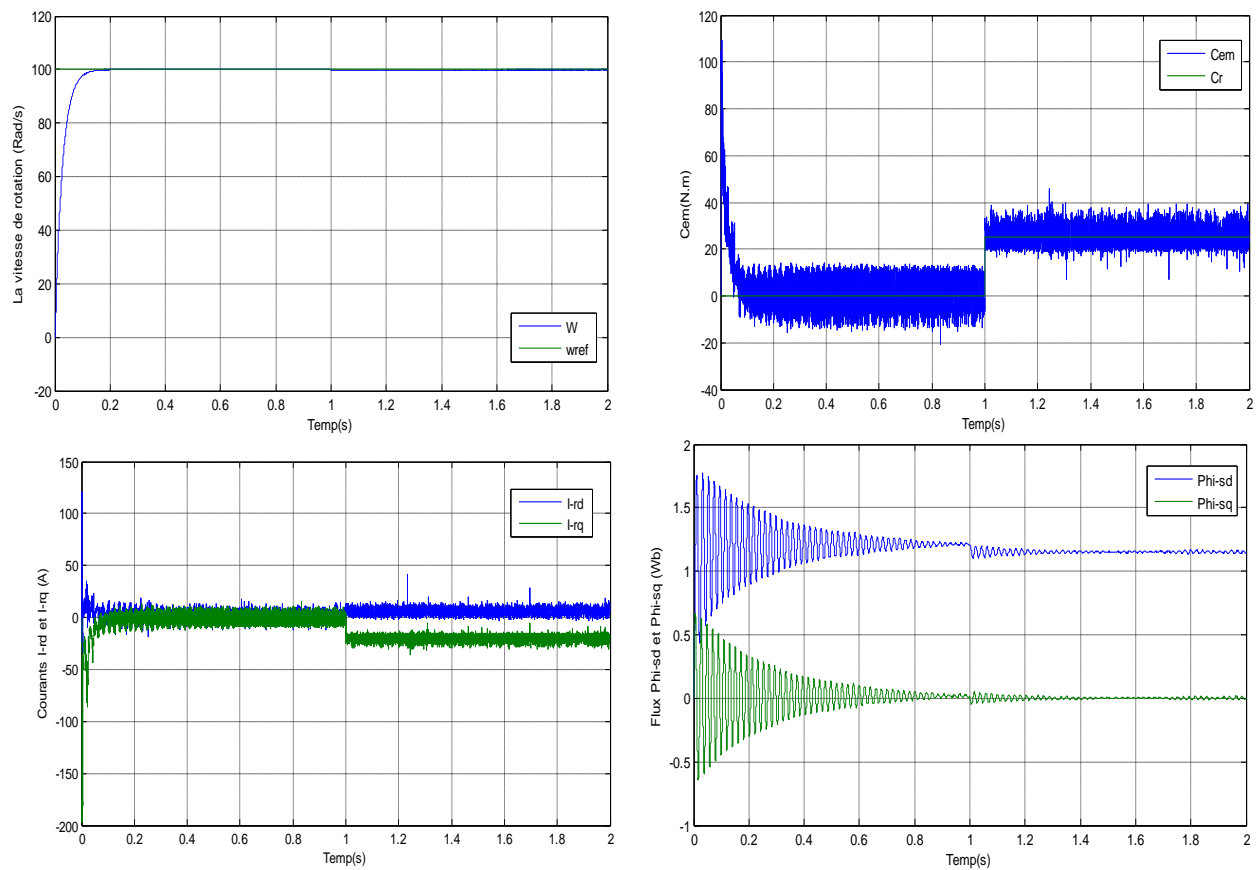 120
100
80
60
40
20
0
-20
0 0.2 0.4 0.6 0.8 1 1.2 1.4 1.6 1.8 2
Temp(s)
La vitesse de rotation (Rad/s)
W
wref
120
100
80
60
40
20
0
-20
-40
0 0.2 0.4 0.6 0.8 1 1.2 1.4 1.6 1.8 2
Temp(s)
Cem(N.m)
Cem
Cr
150
100
50
0
-50
-100
-150
-200
0 0.2 0.4 0.6 0.8 1 1.2 1.4 1.6 1.8 2
Temp(s)
Courants I-rd et I-rq (A)
I-rd
I-rq
2
1.5
1
0.5
0
-0.5
-1
0 0.2 0.4 0.6 0.8 1 1.2 1.4 1.6 1.8 2
Temp(s)
Flux Phi-sd et Phi-sq (Wb)
Phi-sd
Phi-sq